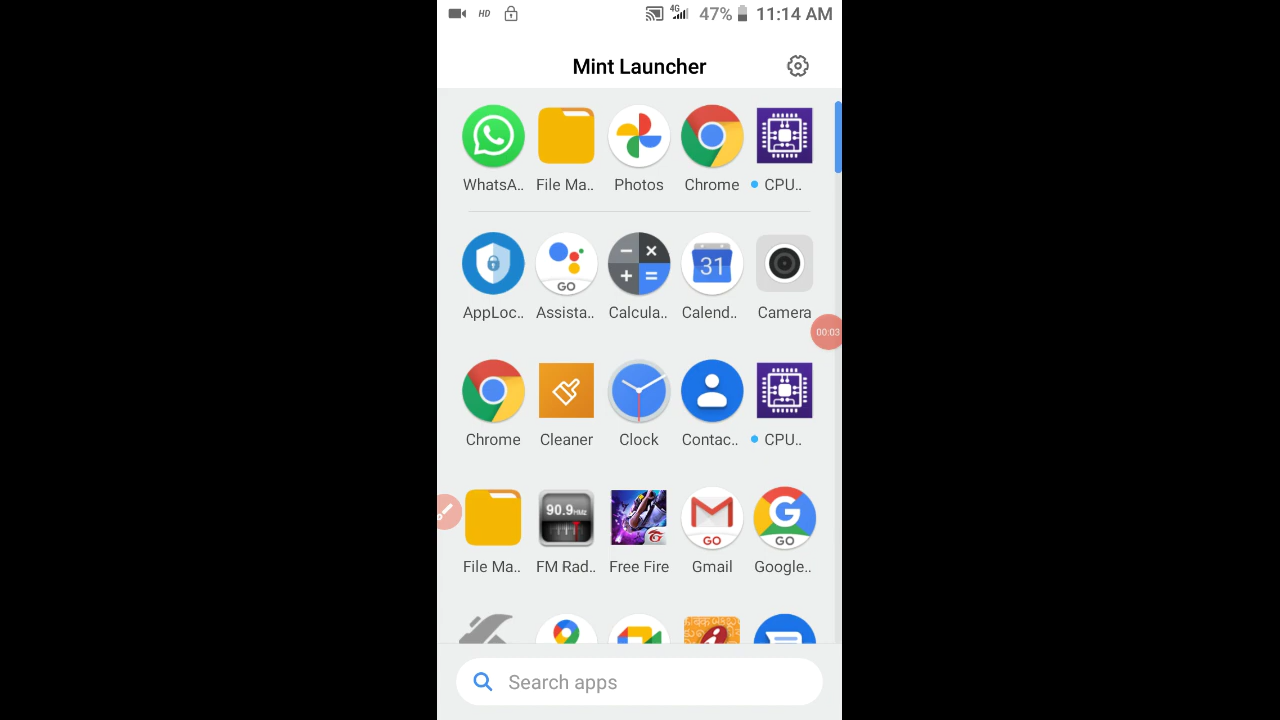 HD 4G 47% 11:14 AM
Mint Launcher
WhatsA.. File Ma.. Photos Chrome CPU..
31
GO
AppLoc.. Assista.. Calcula.. Calend.. Camera
00:03
Chrome Cleaner Clock Contac.. CPU..
90.9MHz
G
GO GO
File Ma.. FM Rad.. Free Fire Gmail Google..
Search apps